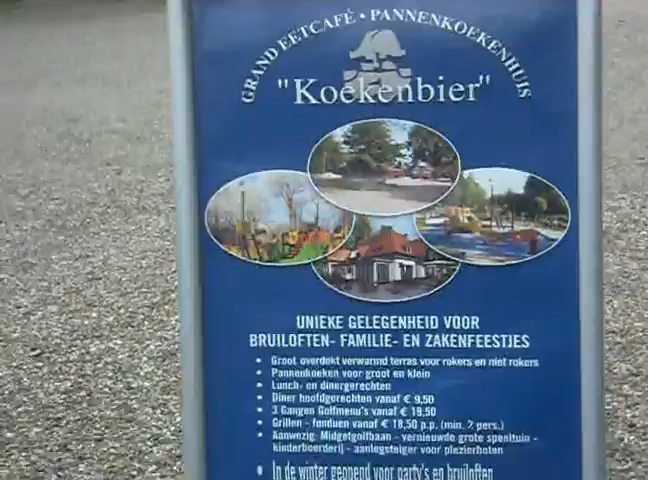 GRAND EETCAFÉ • PANNENKOEKENHUIS
"Koekenbier"
UNIEKE GELEGENHEID VOOR
BRUILOFTEN- FAMILIE- EN ZAKENFEESTJES
• Groot overdekt verwarmd terras voor rokers en niet rokers
• Pannenkoeken voor groot en klein
• Lunch- en dinergerechten
• Diner hoofdgerechten vanaf € 9,50
• 3 Gangen Golfmenu's vanaf € 19,50
• Grillen - fonduen vanaf € 18,50 p.p. (min. 2 pers.)
• Aanwezig: Midgetgolfbaan - vernieuwde grote speeltuin -
kinderboerderij - aanlegsteiger voor plezierboten
• In de winter geopend voor party's en bruiloften